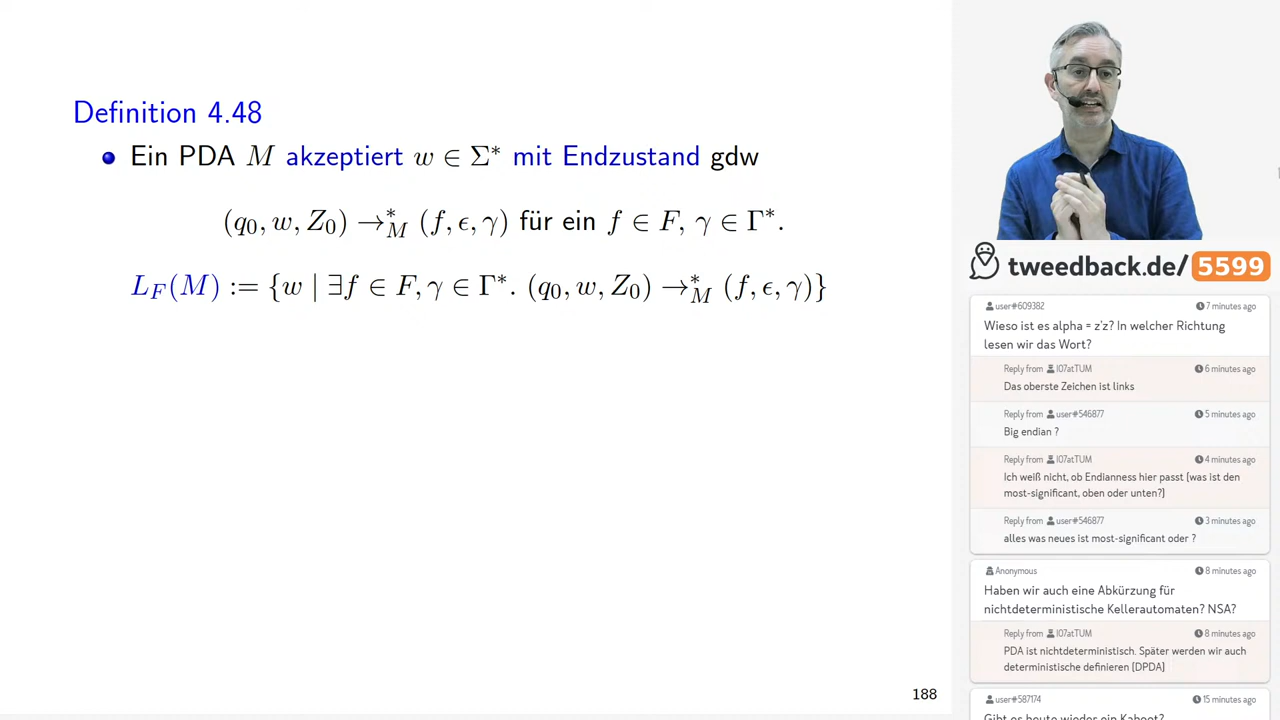 Definition 4.48
Ein PDA M akzeptiert w ∈ Σ* mit Endzustand gdw
(q₀, w, Z₀) →*_M (f, ϵ, γ) für ein f ∈ F, γ ∈ Γ*.
L_F(M) := {w | ∃f ∈ F, γ ∈ Γ*. (q₀, w, Z₀) →*_M (f, ϵ, γ)}
188
tweedback.de/ 5599
user#609382 7 minutes ago
Wieso ist es alpha = z'z? In welcher Richtung
lesen wir das Wort?
Reply from I07atTUM 6 minutes ago
Das oberste Zeichen ist links
Reply from user#546877 5 minutes ago
Big endian ?
Reply from I07atTUM 4 minutes ago
Ich weiß nicht, ob Endianness hier passt (was ist den
most-significant, oben oder unten?)
Reply from user#546877 3 minutes ago
alles was neues ist most-significant oder ?
Anonymous 8 minutes ago
Haben wir auch eine Abkürzung für
nichtdeterministische Kellerautomaten? NSA?
Reply from I07atTUM 8 minutes ago
PDA ist nichtdeterministisch. Später werden wir auch
deterministische definieren (DPDA)
user#587174 15 minutes ago
Gibt es heute wieder ein Kahoot?